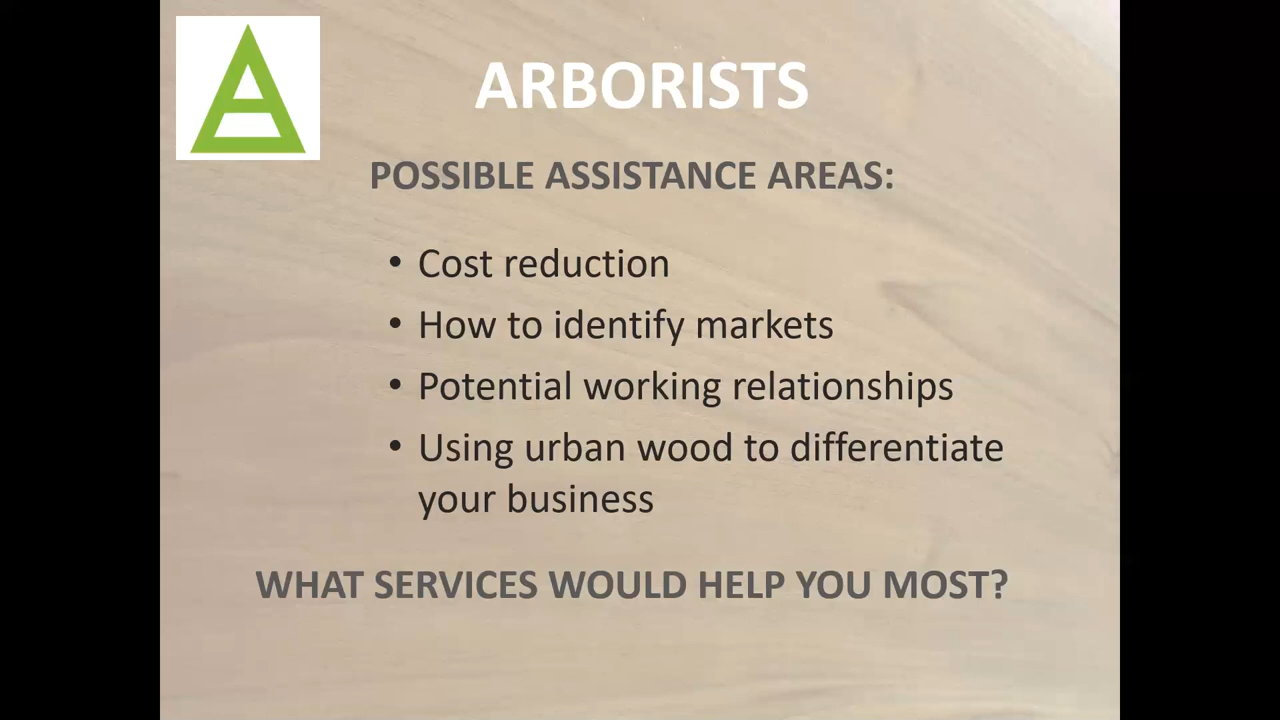 ARBORISTS
POSSIBLE ASSISTANCE AREAS:
• Cost reduction
• How to identify markets
• Potential working relationships
• Using urban wood to differentiate
your business
WHAT SERVICES WOULD HELP YOU MOST?